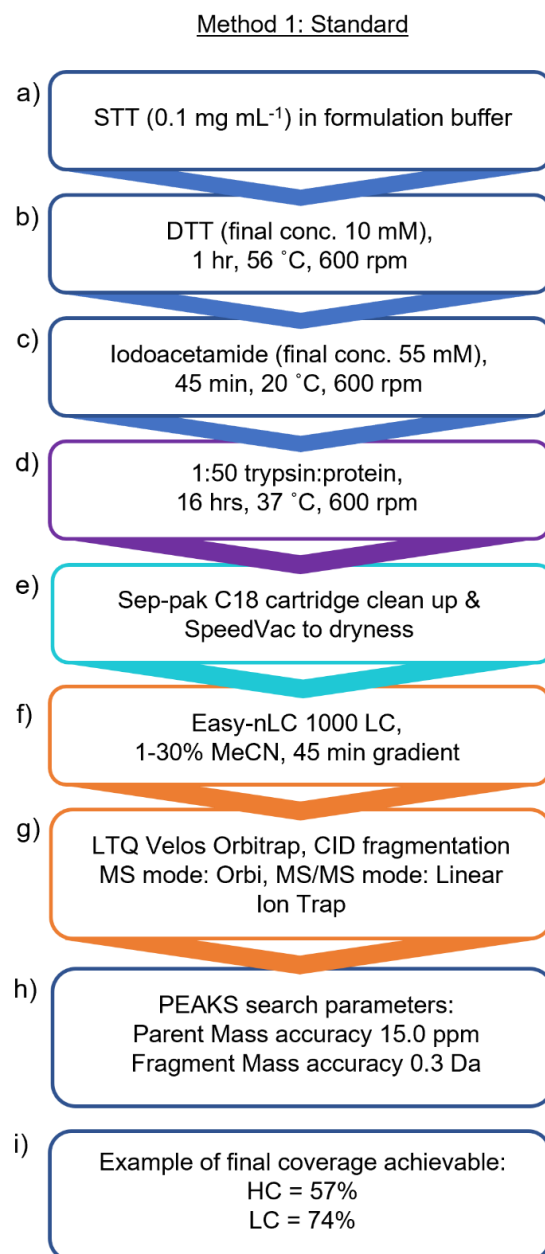 Method 1: Standard
a)
STT (0.1 mg mL⁻¹) in formulation buffer
b)
DTT (final conc. 10 mM),
1 hr, 56 ˚C, 600 rpm
c)
Iodoacetamide (final conc. 55 mM),
45 min, 20 ˚C, 600 rpm
d)
1:50 trypsin:protein,
16 hrs, 37 ˚C, 600 rpm
e)
Sep-pak C18 cartridge clean up &
SpeedVac to dryness
f)
Easy-nLC 1000 LC,
1-30% MeCN, 45 min gradient
g)
LTQ Velos Orbitrap, CID fragmentation
MS mode: Orbi, MS/MS mode: Linear
Ion Trap
h)
PEAKS search parameters:
Parent Mass accuracy 15.0 ppm
Fragment Mass accuracy 0.3 Da
i)
Example of final coverage achievable:
HC = 57%
LC = 74%